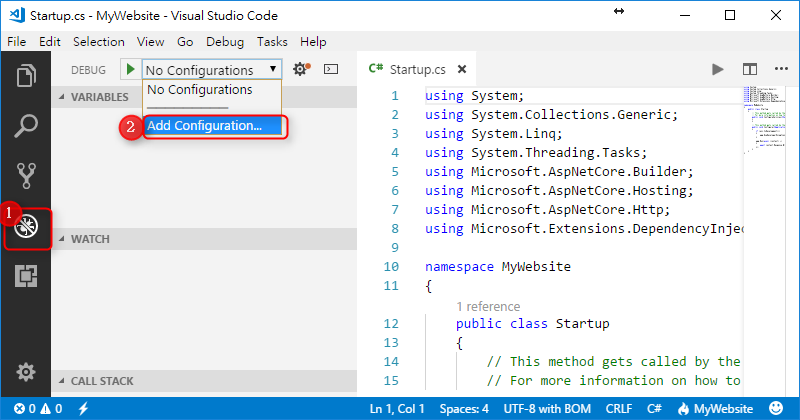 Startup.cs - MyWebsite - Visual Studio Code
File Edit Selection View Go Debug Tasks Help
DEBUG No Configurations
No Configurations
Add Configuration...
VARIABLES
WATCH
CALL STACK
1
2
C# Startup.cs
1 using System;
2 using System.Collections.Generic;
3 using System.Linq;
4 using System.Threading.Tasks;
5 using Microsoft.AspNetCore.Builder;
6 using Microsoft.AspNetCore.Hosting;
7 using Microsoft.AspNetCore.Http;
8 using Microsoft.Extensions.DependencyInje
9
10 namespace MyWebsite
11 {
1 reference
12 public class Startup
13 {
14 // This method gets called by the
15 // For more information on how to
0 0 Ln 1, Col 1 Spaces: 4 UTF-8 with BOM CRLF C# MyWebsite